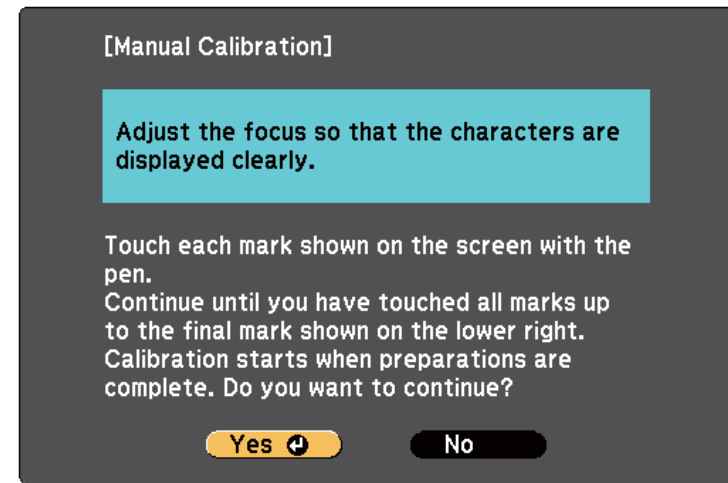 [Manual Calibration]
Adjust the focus so that the characters are
displayed clearly.
Touch each mark shown on the screen with the
pen.
Continue until you have touched all marks up
to the final mark shown on the lower right.
Calibration starts when preparations are
complete. Do you want to continue?
Yes No